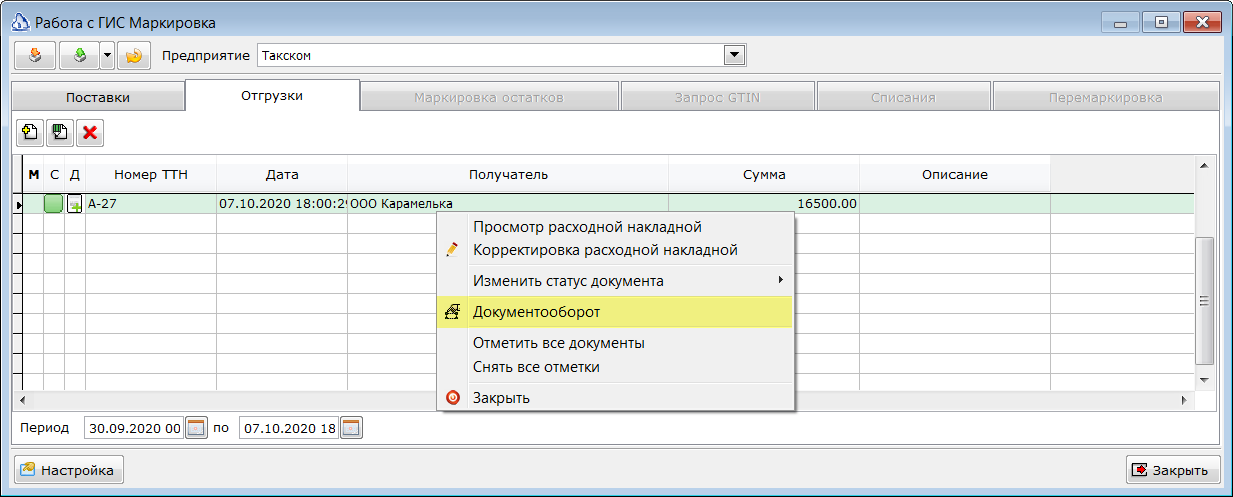 Работа с ГИС Маркировка
Предприятие Такском
Поставки Отгрузки Маркировка остатков Запрос GTIN Списания Перемаркировка
М С Д Номер ТТН Дата Получатель Сумма Описание
А-27 07.10.2020 18:00:29 ООО Карамелька 16500.00
Просмотр расходной накладной
Корректировка расходной накладной
Изменить статус документа
Документооборот
Отметить все документы
Снять все отметки
Закрыть
Период 30.09.2020 00 по 07.10.2020 18
Настройка Закрыть